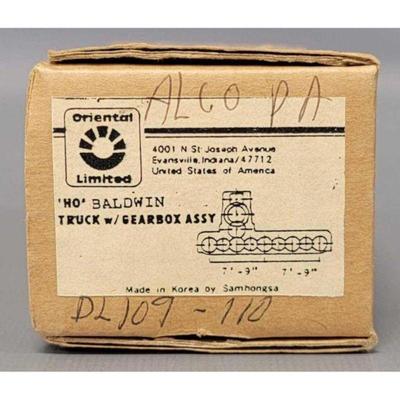 ALCO PA
Oriental
Limited
4001 N St. Joseph Avenue
Evansville, Indiana/47712
United States of America
'HO' BALDWIN
TRUCK w/GEARBOX ASSY
7'-9" 7'-9"
Made in Korea by Samhongsa
DL109-110